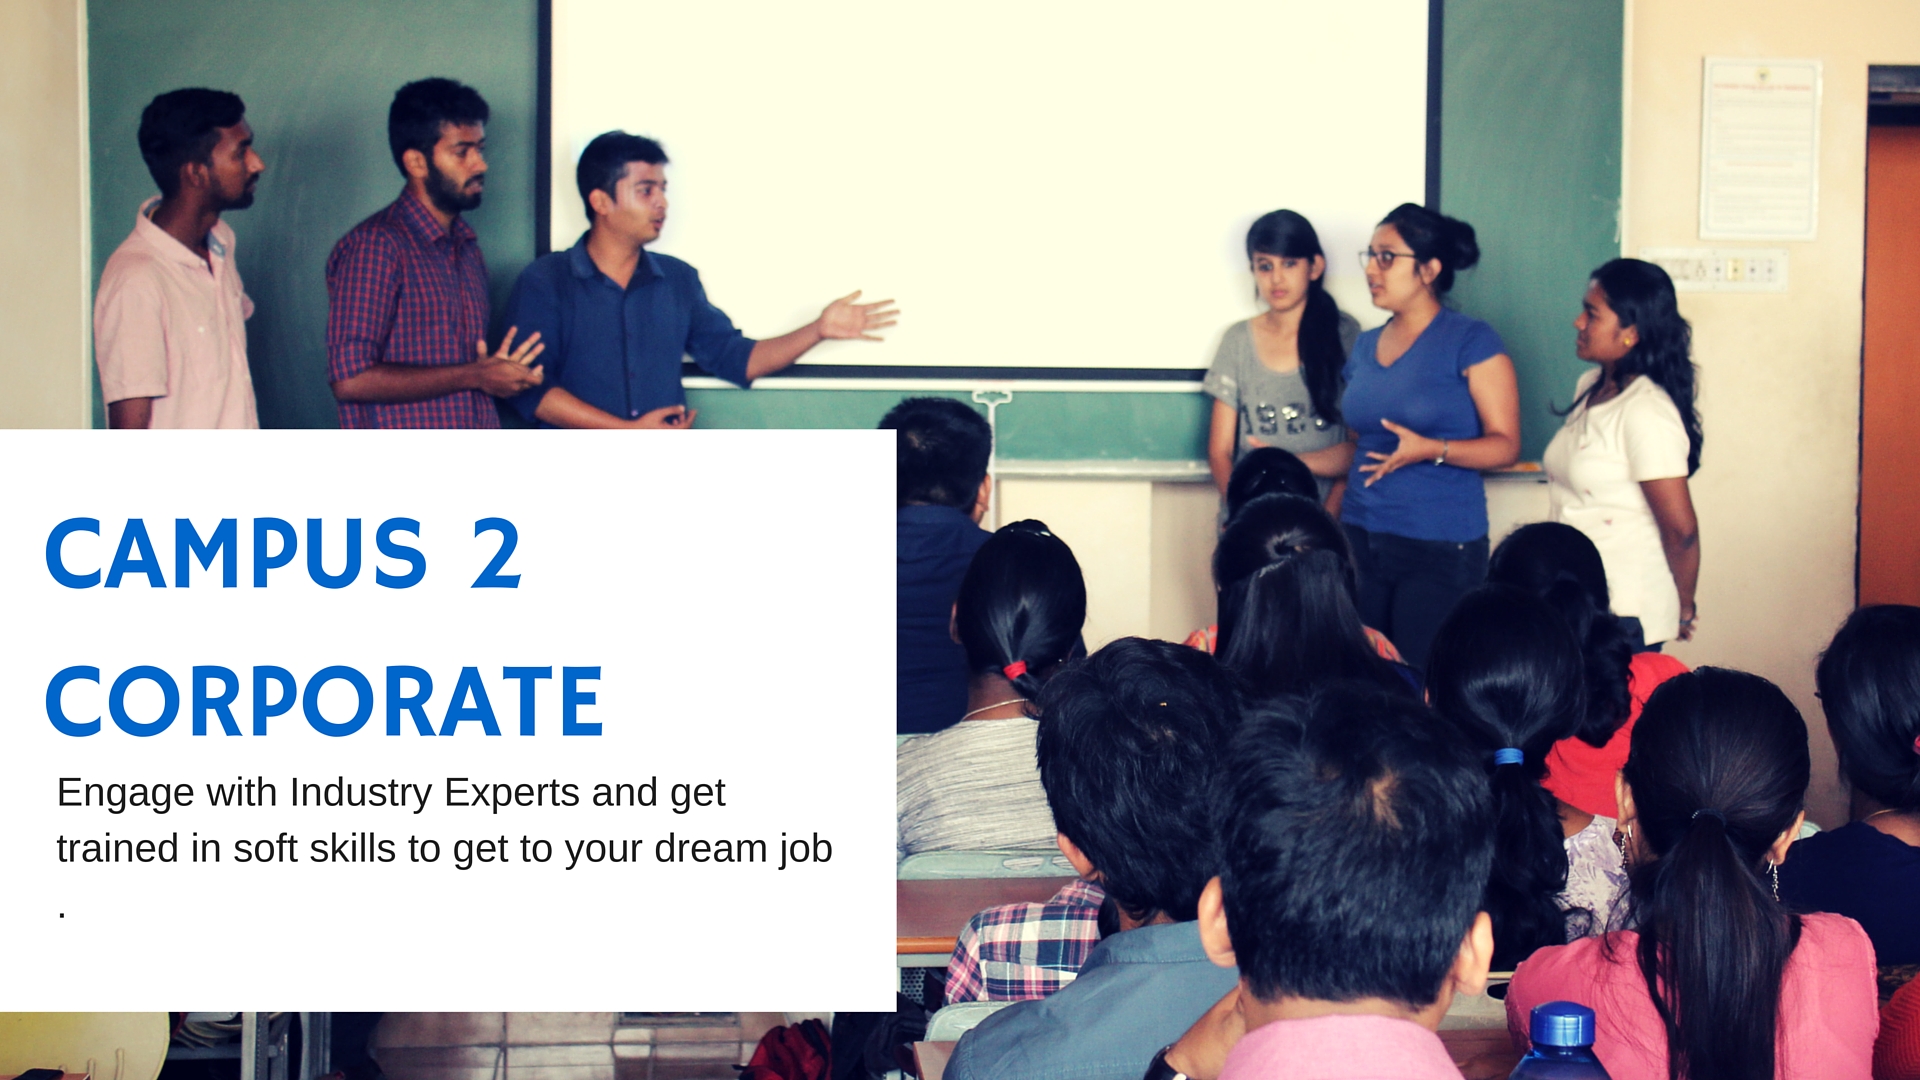 CAMPUS 2
CORPORATE
Engage with Industry Experts and get
trained in soft skills to get to your dream job
.